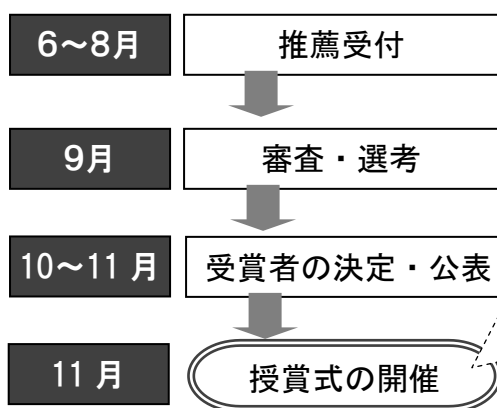 6～8月 推薦受付
9月 審査・選考
10～11月 受賞者の決定・公表
11月 授賞式の開催